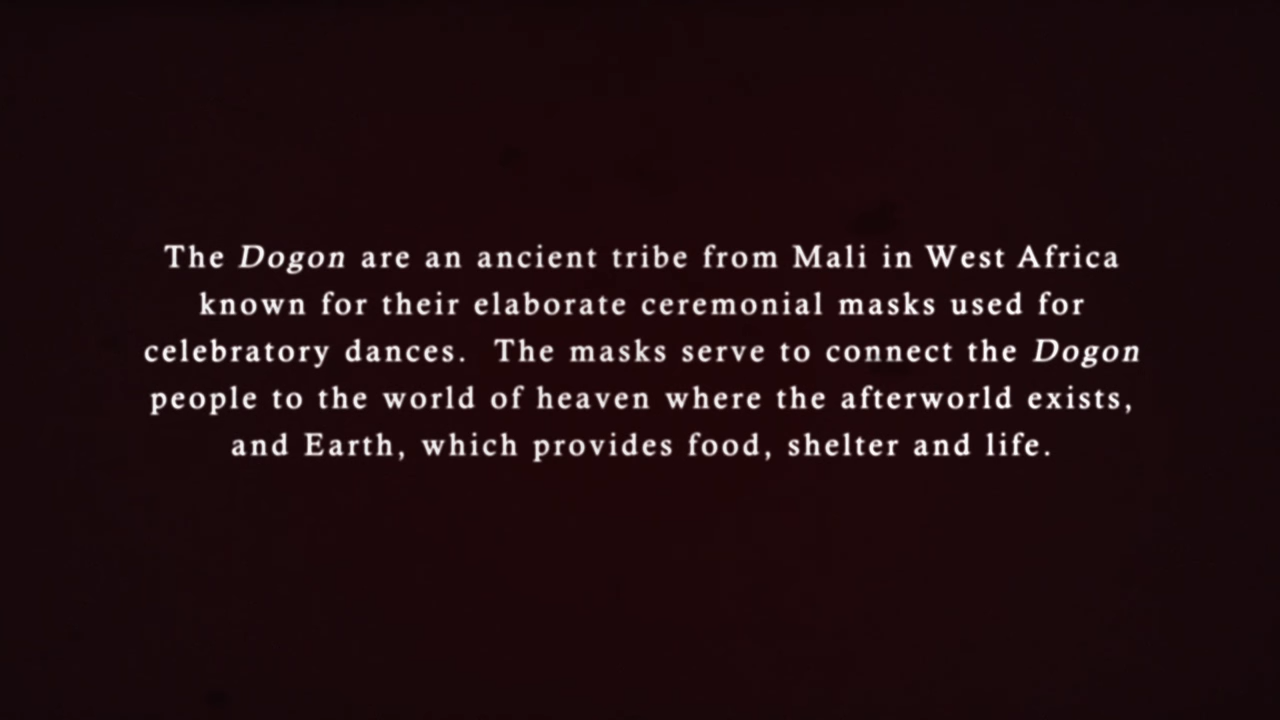 The Dogon are an ancient tribe from Mali in West Africa
known for their elaborate ceremonial masks used for
celebratory dances.  The masks serve to connect the Dogon
people to the world of heaven where the afterworld exists,
and Earth, which provides food, shelter and life.